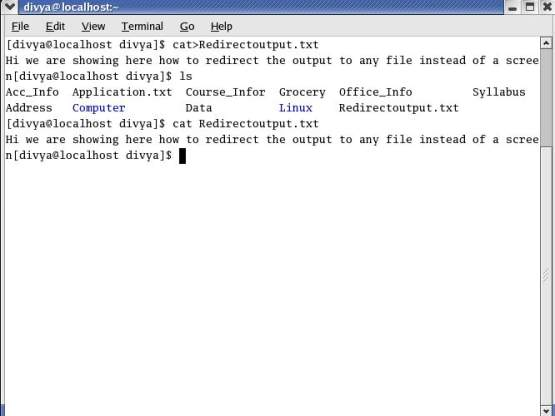 divya@localhost:~
File Edit View Terminal Go Help
[divya@localhost divya]$ cat>Redirectoutput.txt
Hi we are showing here how to redirect the output to any file instead of a scree
n[divya@localhost divya]$ ls
Acc_Info Application.txt Course_Infor Grocery Office_Info Syllabus
Address Computer Data Linux Redirectoutput.txt
[divya@localhost divya]$ cat Redirectoutput.txt
Hi we are showing here how to redirect the output to any file instead of a scree
n[divya@localhost divya]$